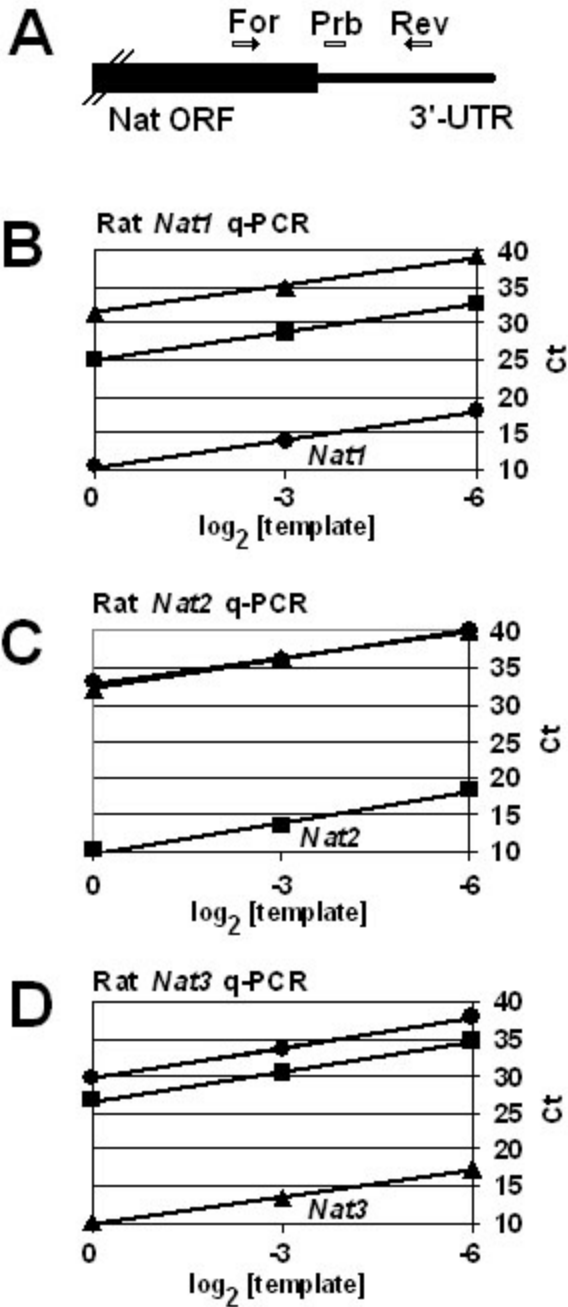 A
For Prb Rev
Nat ORF 3'-UTR
B
Rat Nat1 q-PCR
40
35
30
25
20
15
10
Ct
Nat1
0 -3 -6
log2 [template]
C
Rat Nat2 q-PCR
40
35
30
25
20
15
10
Ct
Nat2
0 -3 -6
log2 [template]
D
Rat Nat3 q-PCR
40
35
30
25
20
15
10
Ct
Nat3
0 -3 -6
log2 [template]